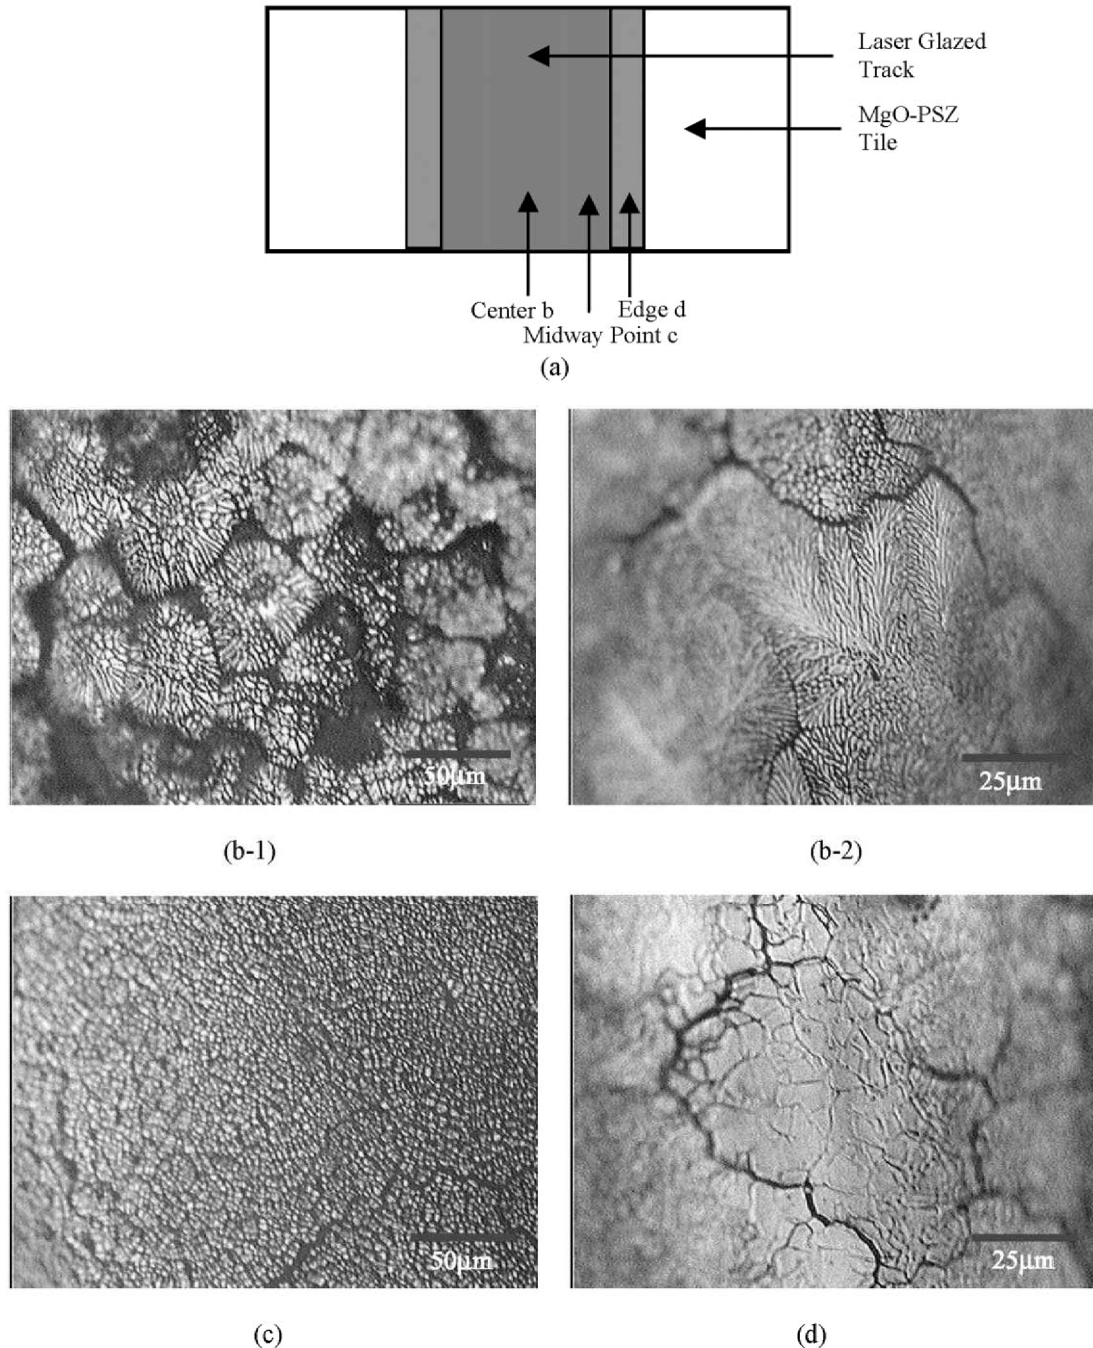 Laser Glazed
Track
MgO-PSZ
Tile
Center b
Edge d
Midway Point c
(a)
50μm
25μm
(b-1)
(b-2)
50μm
25μm
(c)
(d)